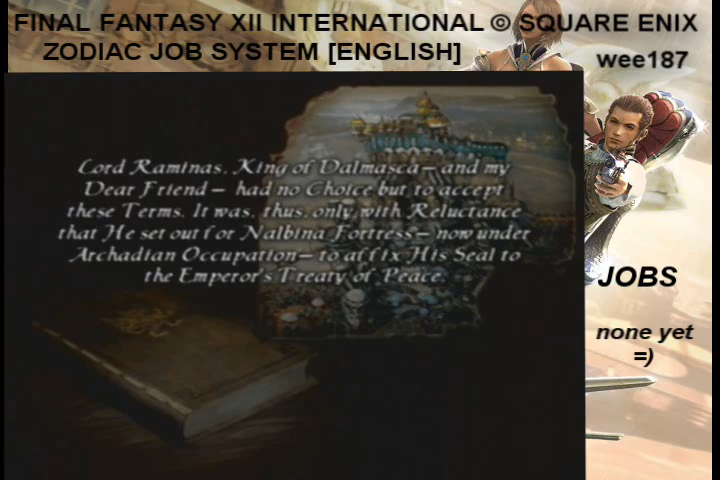 FINAL FANTASY XII INTERNATIONAL © SQUARE ENIX
ZODIAC JOB SYSTEM [ENGLISH]
wee187
Lord Raminas, King of Dalmasca— and my
Dear Friend— had no Choice but to accept
these Terms. It was, thus, only with Reluctance
that He set out for Nalbina Fortress— now under
Archadian Occupation— to affix His Seal to
the Emperor's Treaty of Peace.
JOBS
none yet
=)